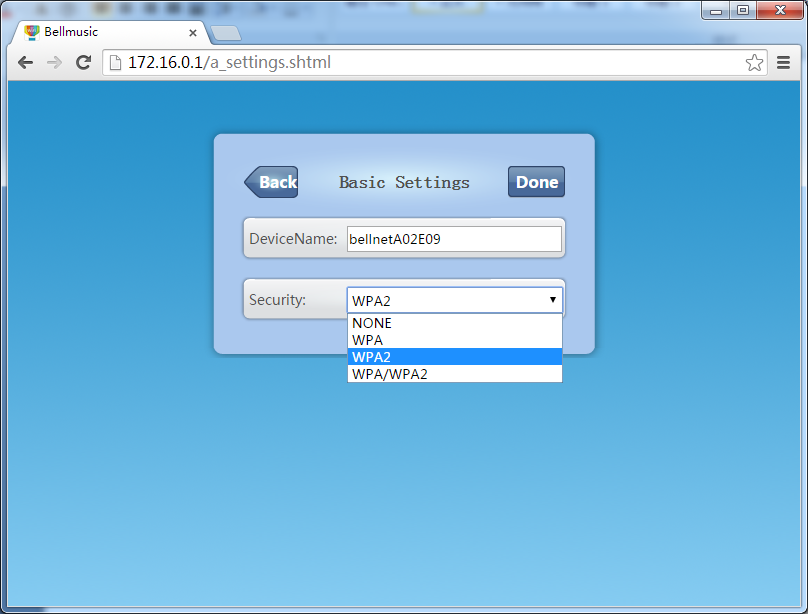 Bellmusic
172.16.0.1/a_settings.shtml
Back
Basic Settings
Done
DeviceName:
bellnetA02E09
Security:
WPA2
NONE
WPA
WPA2
WPA/WPA2